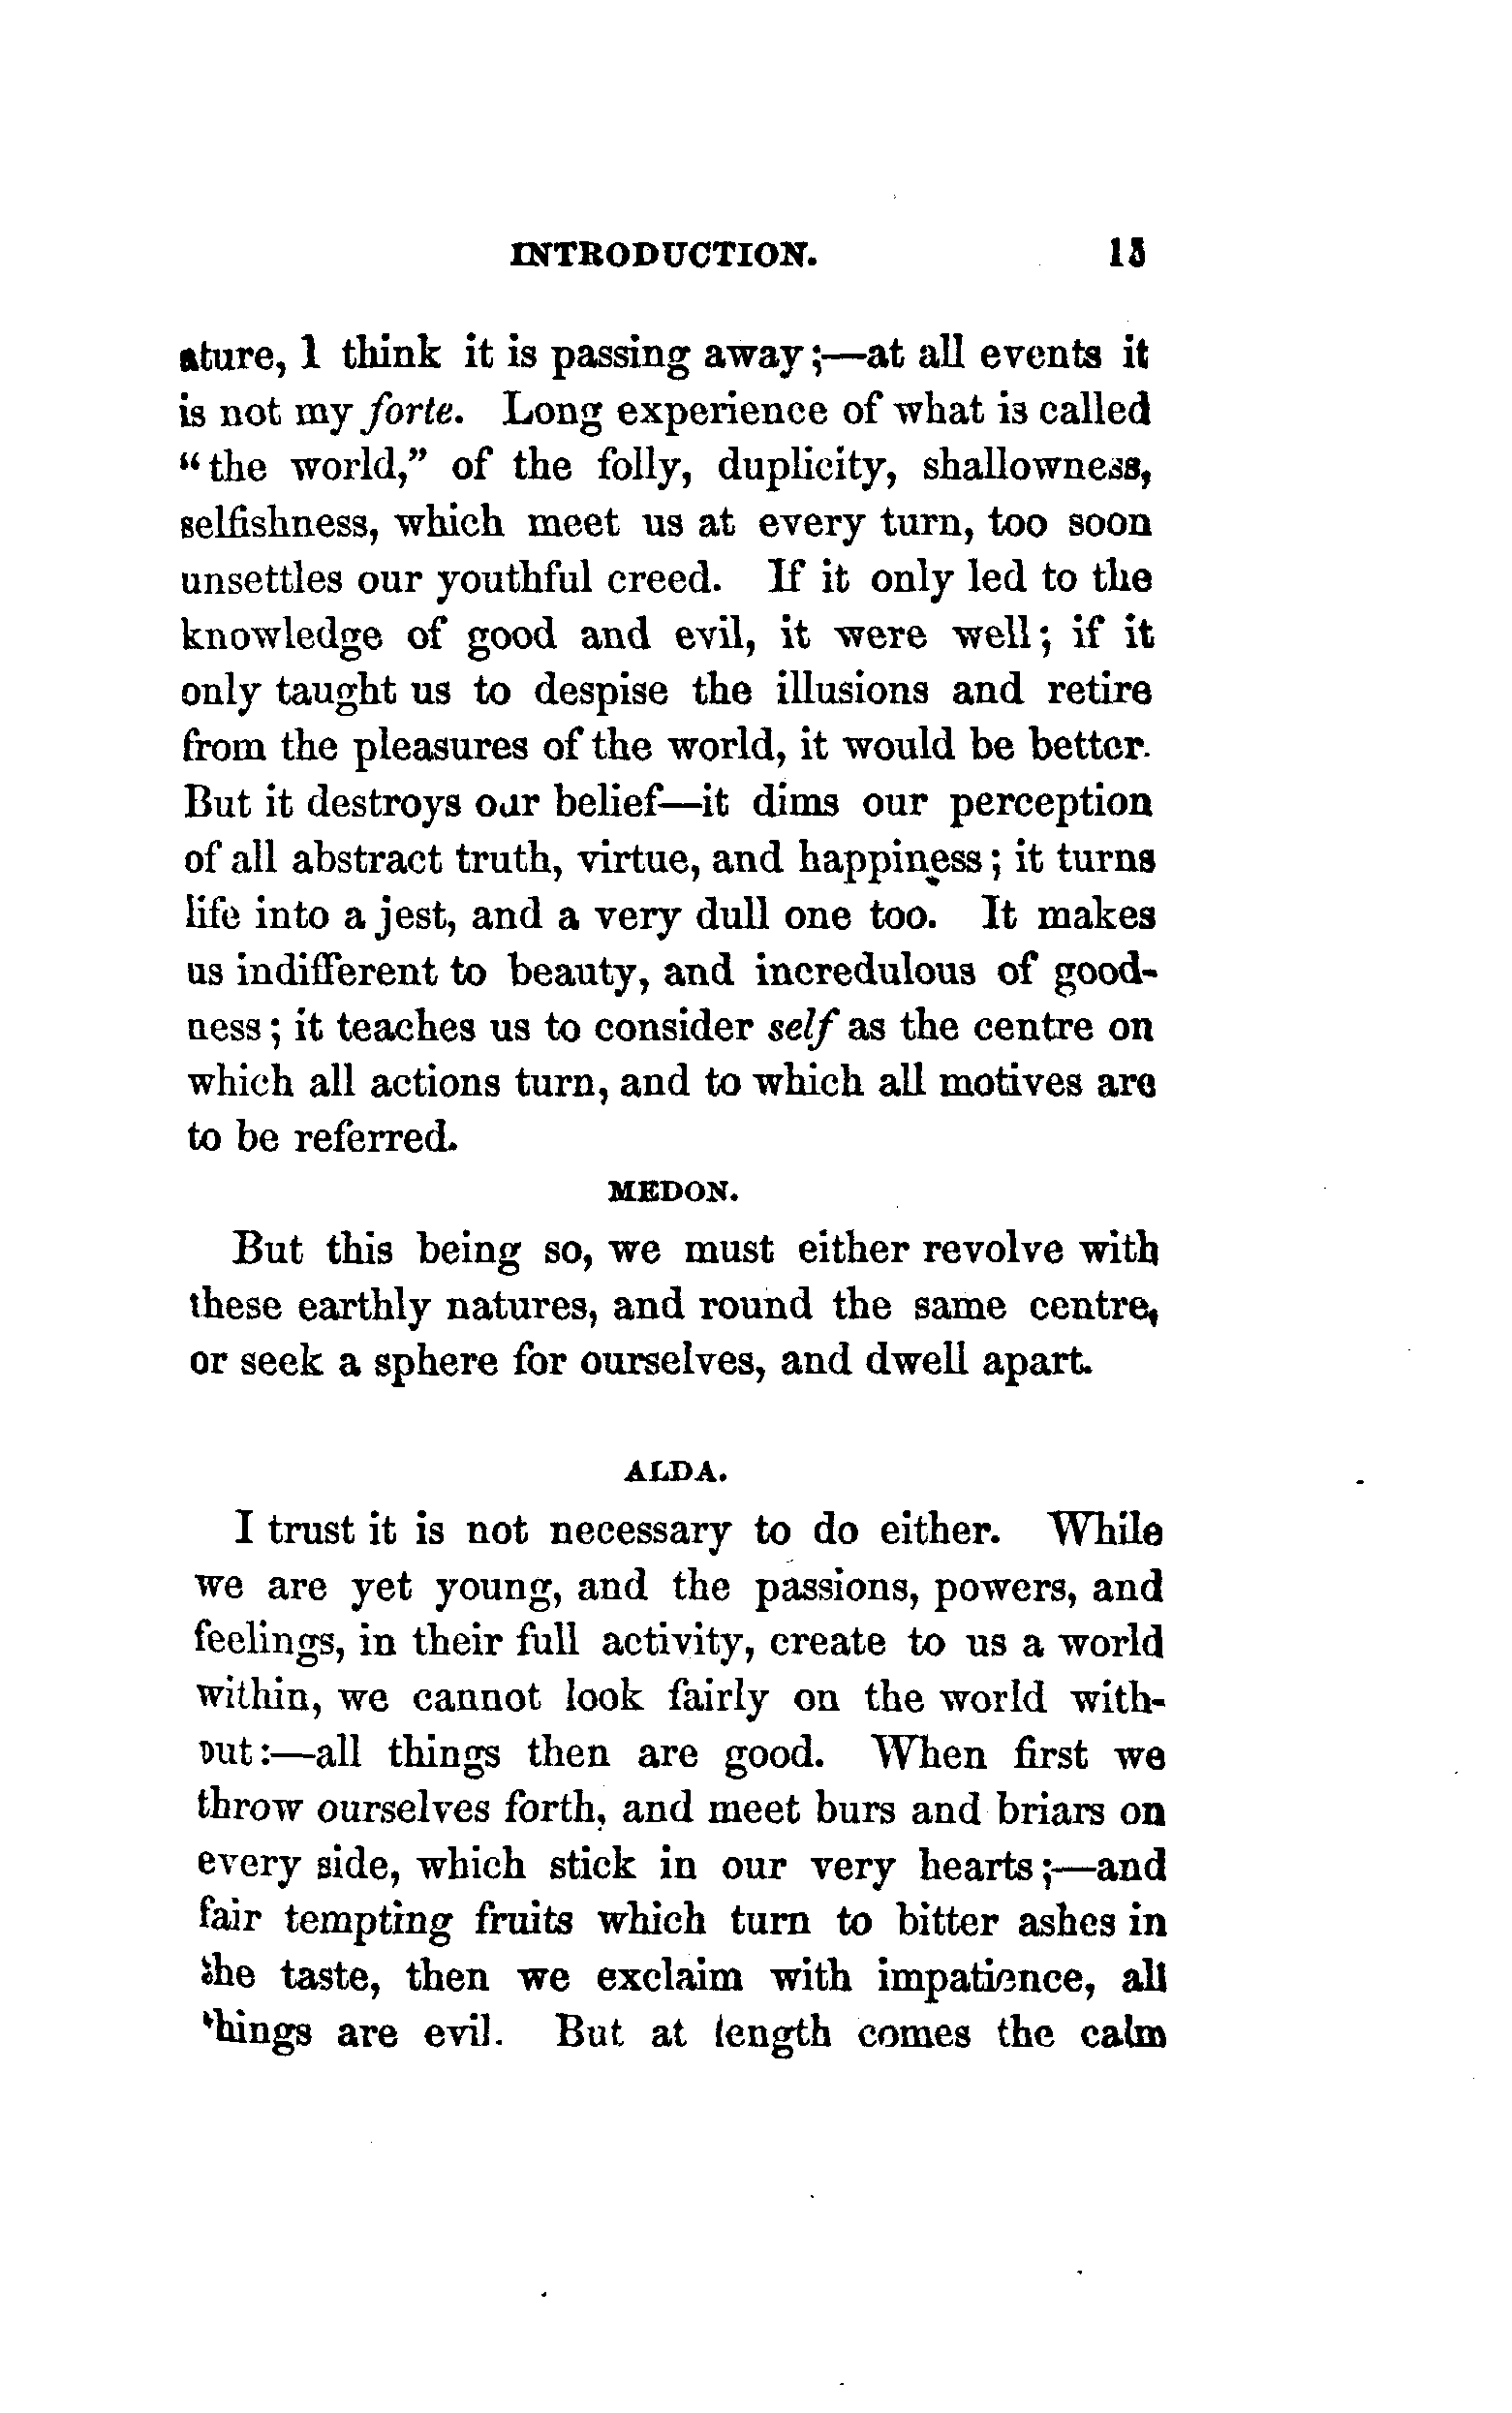 INTRODUCTION. 13
ature, I think it is passing away;—at all events it
is not my forte. Long experience of what is called
“the world,” of the folly, duplicity, shallowness,
selfishness, which meet us at every turn, too soon
unsettles our youthful creed. If it only led to the
knowledge of good and evil, it were well; if it
only taught us to despise the illusions and retire
from the pleasures of the world, it would be better.
But it destroys our belief—it dims our perception
of all abstract truth, virtue, and happiness; it turns
life into a jest, and a very dull one too. It makes
us indifferent to beauty, and incredulous of good-
ness; it teaches us to consider self as the centre on
which all actions turn, and to which all motives are
to be referred.
MEDON.
But this being so, we must either revolve with
these earthly natures, and round the same centre,
or seek a sphere for ourselves, and dwell apart.
ALDA.
I trust it is not necessary to do either. While
we are yet young, and the passions, powers, and
feelings, in their full activity, create to us a world
within, we cannot look fairly on the world with-
out:—all things then are good. When first we
throw ourselves forth, and meet burs and briars on
every side, which stick in our very hearts;—and
fair tempting fruits which turn to bitter ashes in
the taste, then we exclaim with impatience, all
things are evil. But at length comes the calm